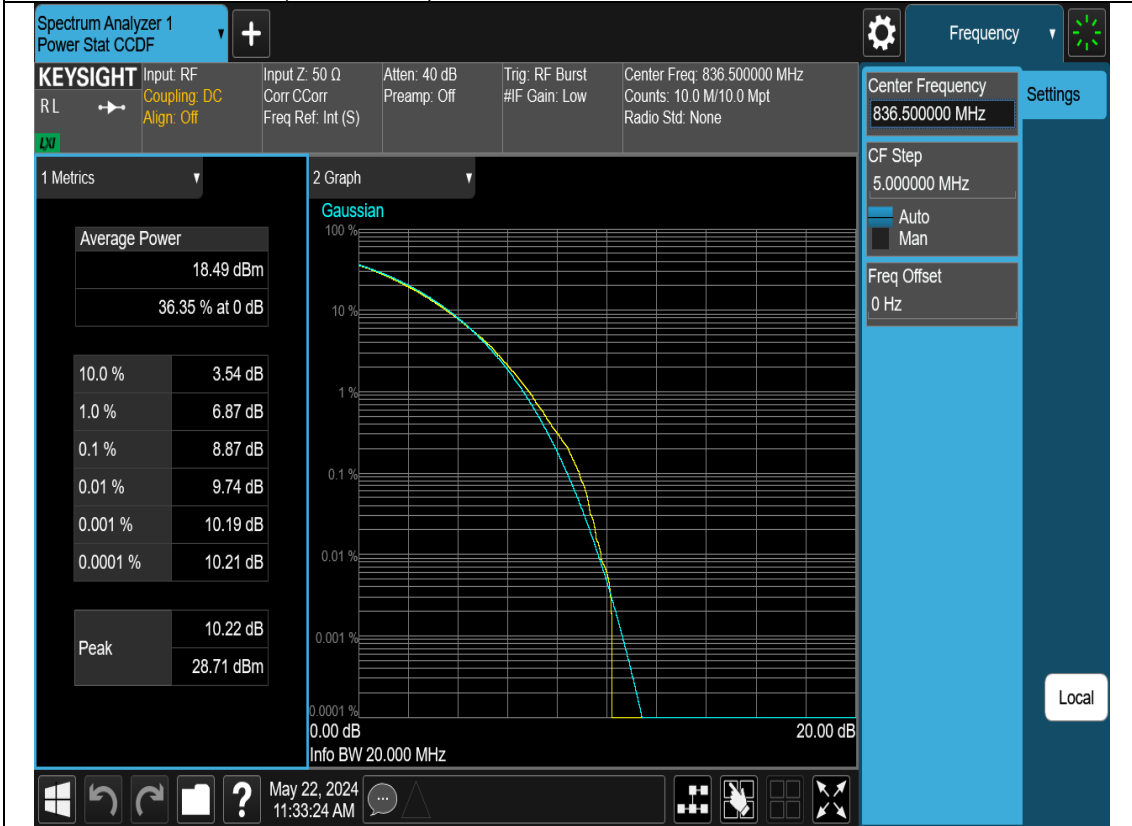 Spectrum Analyzer 1
Power Stat CCDF
+
Frequency
KEYSIGHT
RL
LXI
Input: RF
Coupling: DC
Align: Off
Input Z: 50 Ω
Corr CCorr
Freq Ref: Int (S)
Atten: 40 dB
Preamp: Off
Trig: RF Burst
#IF Gain: Low
Center Freq: 836.500000 MHz
Counts: 10.0 M/10.0 Mpt
Radio Std: None
Center Frequency
836.500000 MHz
Settings
CF Step
5.000000 MHz
Auto
Man
Freq Offset
0 Hz
1 Metrics
Average Power
18.49 dBm
36.35 % at 0 dB
10.0 % 3.54 dB
1.0 % 6.87 dB
0.1 % 8.87 dB
0.01 % 9.74 dB
0.001 % 10.19 dB
0.0001 % 10.21 dB
Peak
10.22 dB
28.71 dBm
2 Graph
Gaussian
100 %
10 %
1 %
0.1 %
0.01 %
0.001 %
0.0001 %
0.00 dB 20.00 dB
Info BW 20.000 MHz
Local
?
May 22, 2024
11:33:24 AM